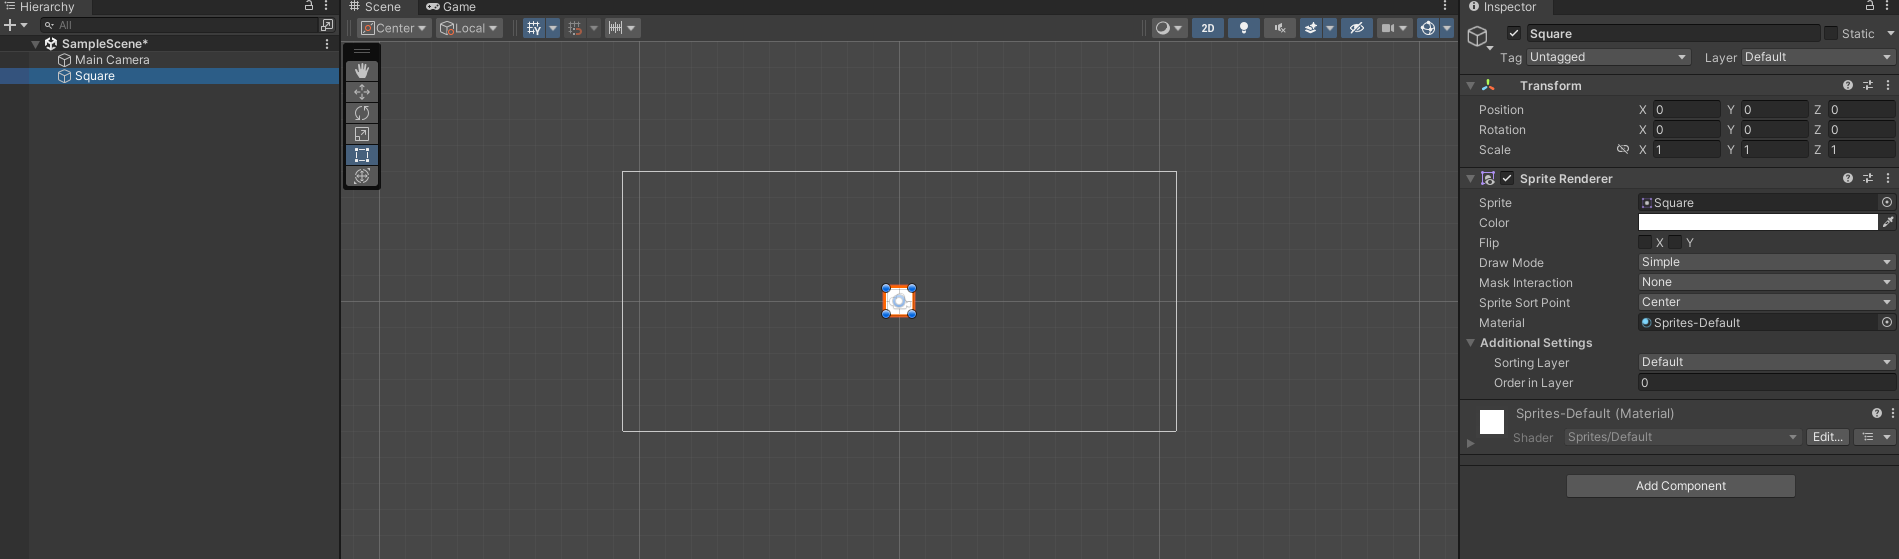 Hierarchy
All
SampleScene*
Main Camera
Square
Scene
Game
Center
Local
2D
Inspector
Square
Static
Tag
Untagged
Layer
Default
Transform
Position X 0 Y 0 Z 0
Rotation X 0 Y 0 Z 0
Scale X 1 Y 1 Z 1
Sprite Renderer
Sprite Square
Color
Flip X Y
Draw Mode Simple
Mask Interaction None
Sprite Sort Point Center
Material Sprites-Default
Additional Settings
Sorting Layer Default
Order in Layer 0
Sprites-Default (Material)
Shader Sprites/Default Edit...
Add Component